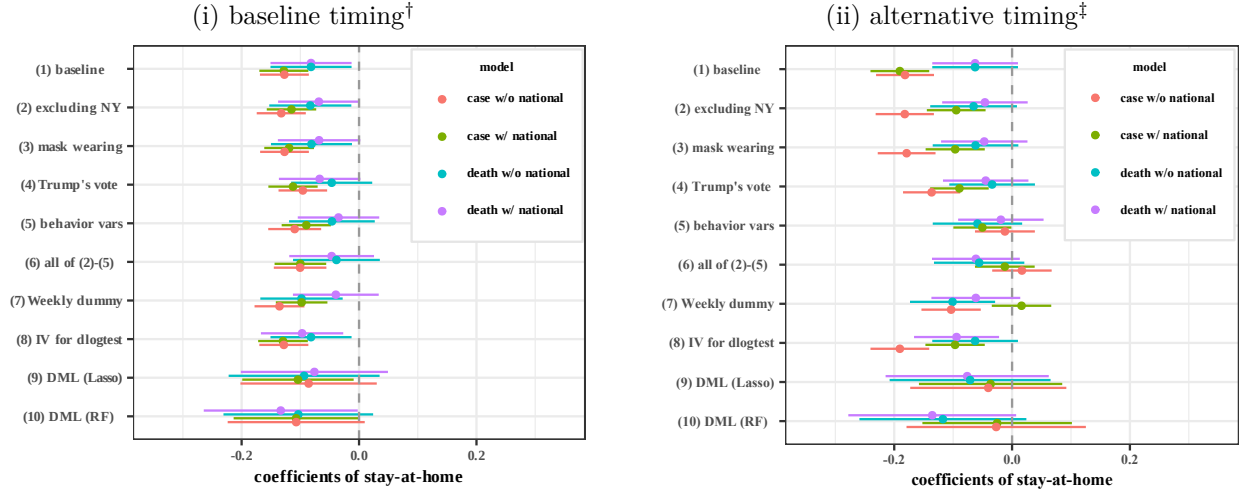 (i) baseline timing†
(1) baseline
(2) excluding NY
(3) mask wearing
(4) Trump's vote
(5) behavior vars
(6) all of (2)-(5)
(7) Weekly dummy
(8) IV for dlogtest
(9) DML (Lasso)
(10) DML (RF)
model
case w/o national
case w/ national
death w/o national
death w/ national
-0.2
0.0
0.2
coefficients of stay-at-home
(ii) alternative timing‡
(1) baseline
(2) excluding NY
(3) mask wearing
(4) Trump's vote
(5) behavior vars
(6) all of (2)-(5)
(7) Weekly dummy
(8) IV for dlogtest
(9) DML (Lasso)
(10) DML (RF)
model
case w/o national
case w/ national
death w/o national
death w/ national
-0.2
0.0
0.2
coefficients of stay-at-home